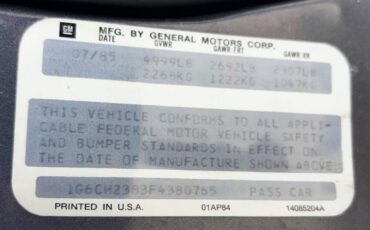 GM MFG. BY GENERAL MOTORS CORP.
DATE GVWR GAWR FRT GAWR RR
07/85 4999LB 2692LB 2307LB
2268KG 1222KG 1047KG
THIS VEHICLE CONFORMS TO ALL APPLI-
CABLE FEDERAL MOTOR VEHICLE SAFETY
AND BUMPER STANDARDS IN EFFECT ON
THE DATE OF MANUFACTURE SHOWN ABOVE
1G6CH2383F4380765 PASS CAR
PRINTED IN U.S.A. 01AP84 14085204A